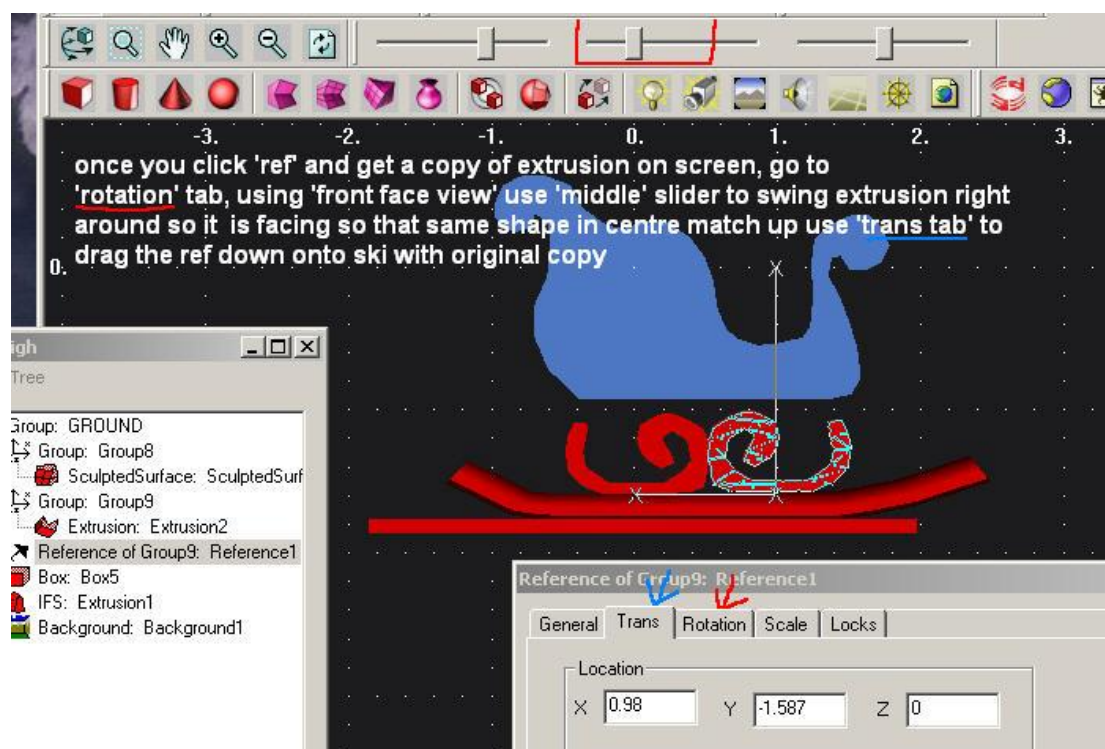 -3. -2. -1. 0. 1. 2. 3.
once you click 'ref' and get a copy of extrusion on screen, go to
'rotation' tab, using 'front face view' use 'middle' slider to swing extrusion right
around so it is facing so that same shape in centre match up use 'trans tab' to
drag the ref down onto ski with original copy
0.
Tree
Group: GROUND
Group: Group8
SculptedSurface: SculptedSurf
Group: Group9
Extrusion: Extrusion2
Reference of Group9: Reference1
Box: Box5
IFS: Extrusion1
Background: Background1
Reference of Group9: Reference1
General Trans Rotation Scale Locks
Location
X 0.98 Y -1.587 Z 0